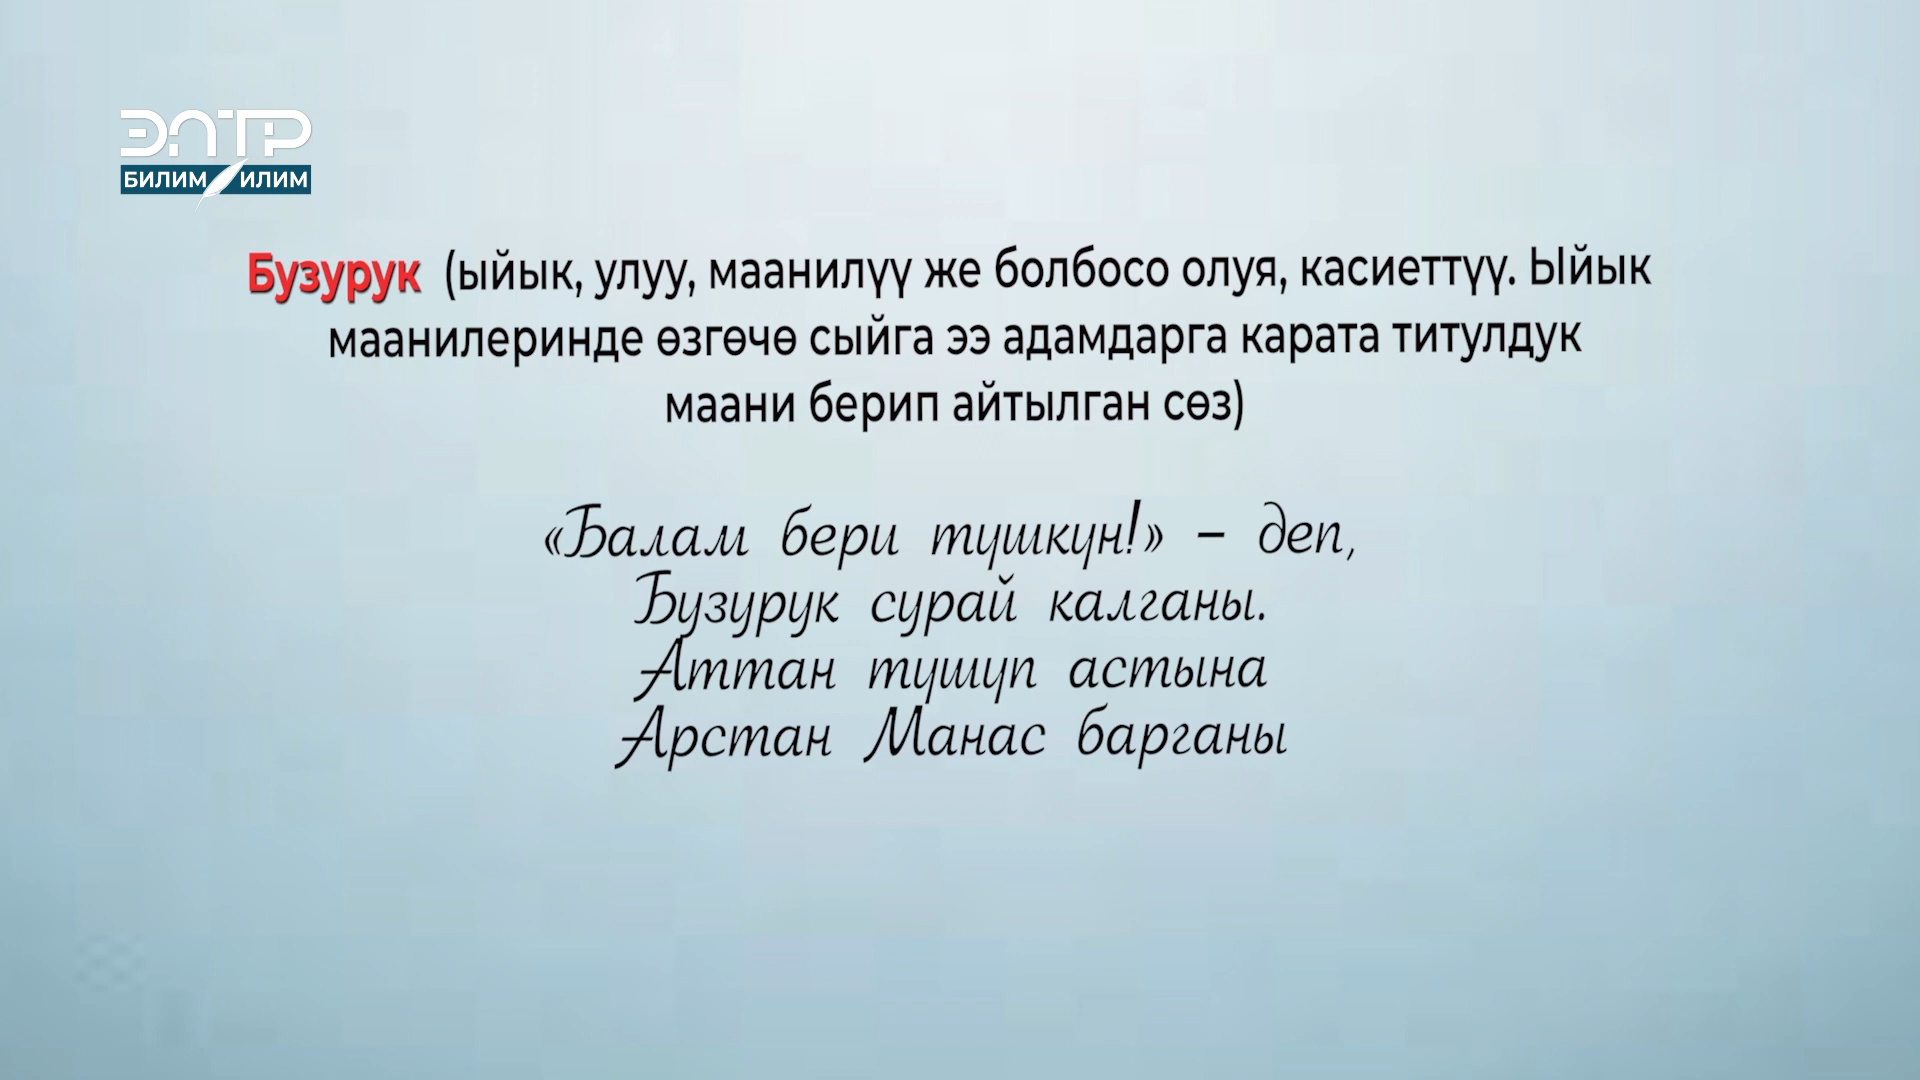 ЭЛТР
БИЛИМ ИЛИМ
Бузурук (ыйык, улуу, маанилүү же болбосо олуя, касиеттүү. Ыйык
маанилеринде өзгөчө сыйга ээ адамдарга карата титулдук
маани берип айтылган сөз)
«Балам бери түшкүн!» – деп,
Бузурук сурай калганы.
Аттан түшүп астына
Арстан Манас барганы